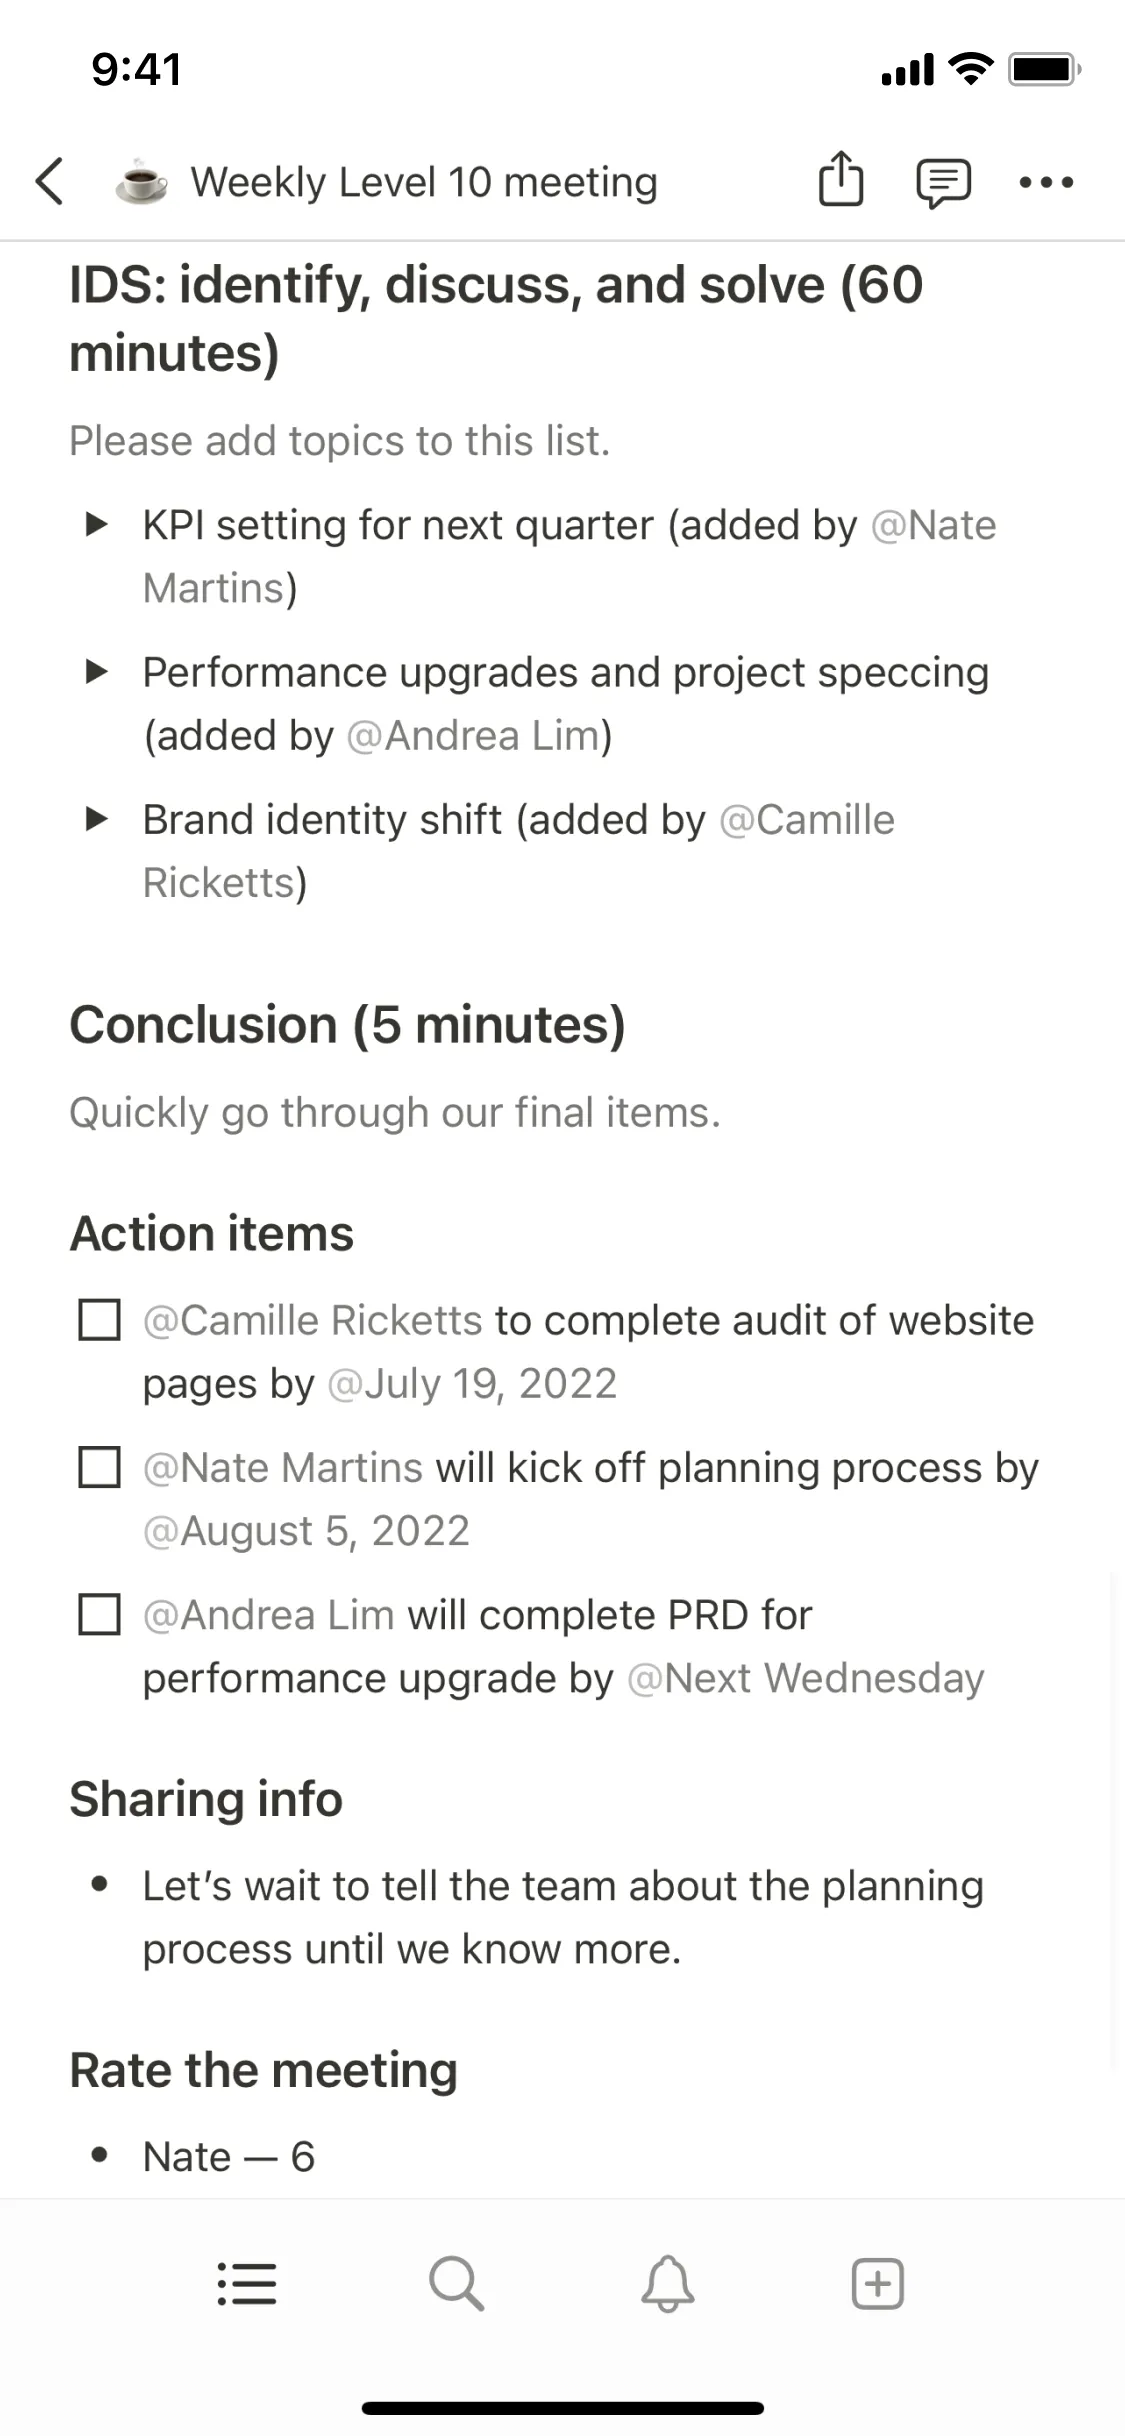 9:41
Weekly Level 10 meeting
IDS: identify, discuss, and solve (60
minutes)
Please add topics to this list.
KPI setting for next quarter (added by @Nate
Martins)
Performance upgrades and project speccing
(added by @Andrea Lim)
Brand identity shift (added by @Camille
Ricketts)
Conclusion (5 minutes)
Quickly go through our final items.
Action items
@Camille Ricketts to complete audit of website
pages by @July 19, 2022
@Nate Martins will kick off planning process by
@August 5, 2022
@Andrea Lim will complete PRD for
performance upgrade by @Next Wednesday
Sharing info
Let’s wait to tell the team about the planning
process until we know more.
Rate the meeting
Nate — 6